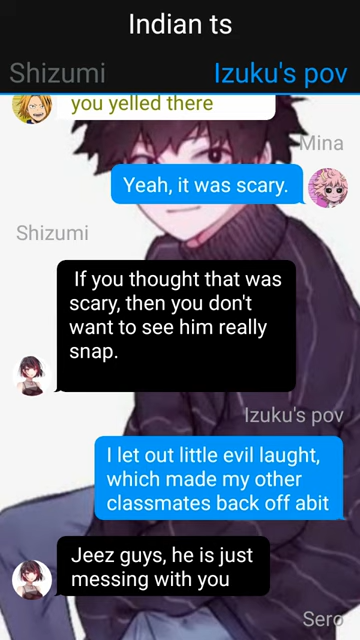 Indian ts
Shizumi
Izuku's pov
you yelled there
Mina
Yeah, it was scary.
Shizumi
If you thought that was
scary, then you don't
want to see him really
snap.
Izuku's pov
I let out little evil laught,
which made my other
classmates back off abit
Jeez guys, he is just
messing with you
Sero